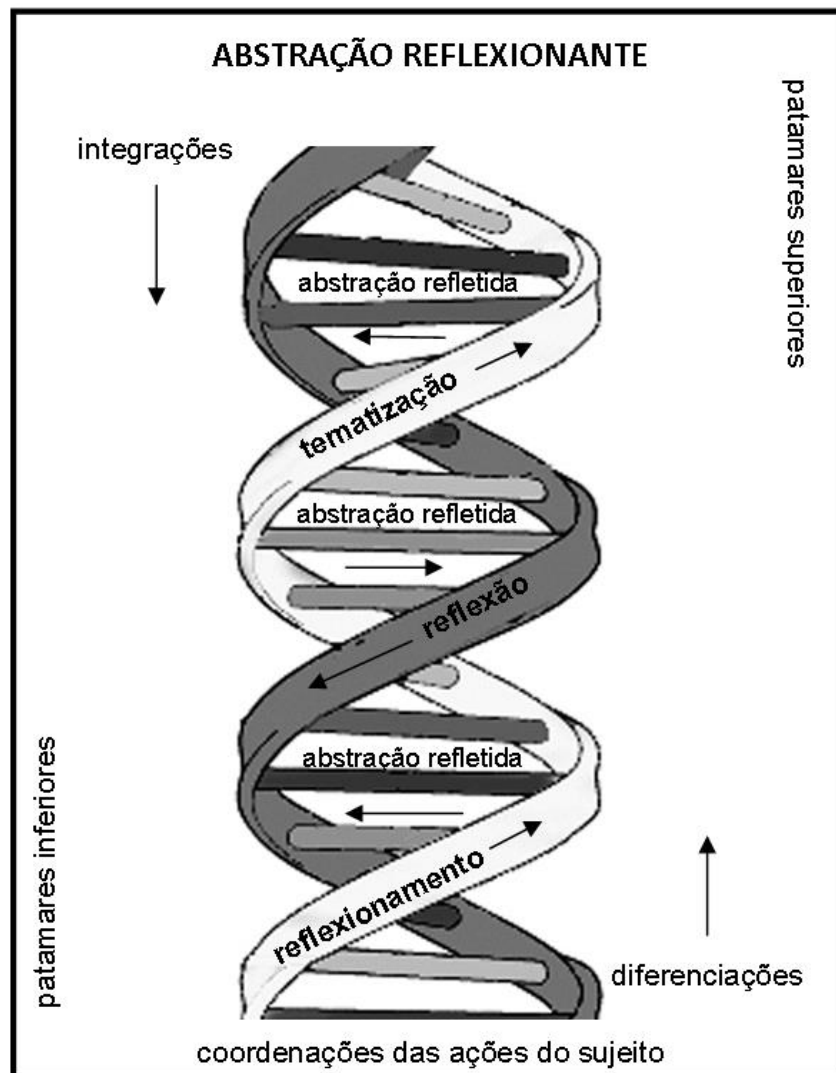 ABSTRAÇÃO REFLEXIONANTE
integrações
patamares superiores
abstração refletida
tematização
abstração refletida
reflexão
abstração refletida
reflexionamento
patamares inferiores
diferenciações
coordenações das ações do sujeito